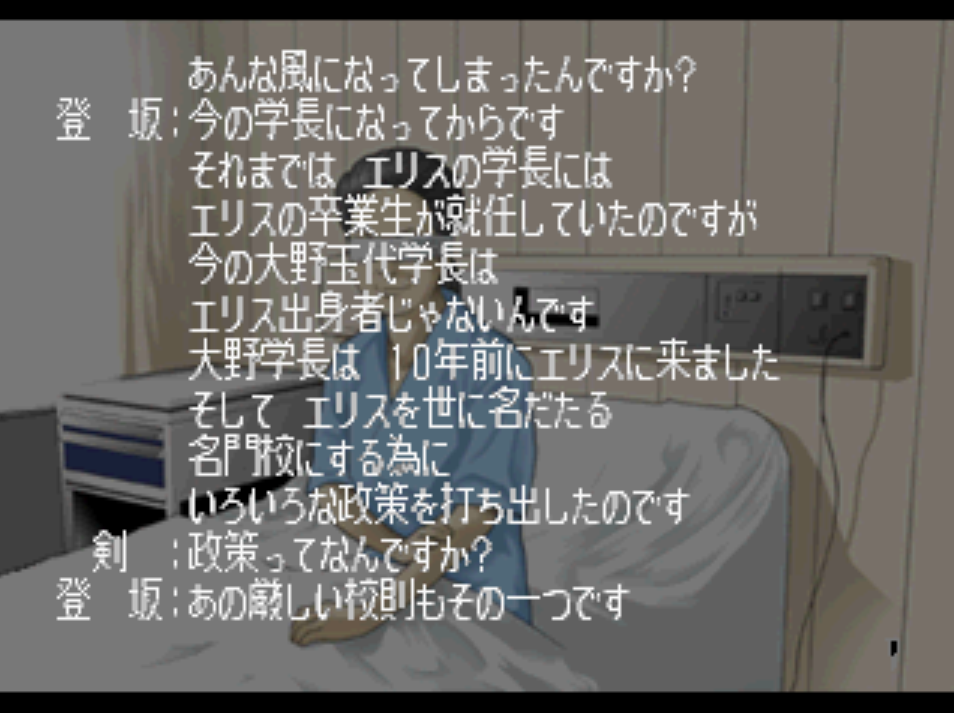 あんな風になってしまったんですか?
登　坂:今の学長になってからです
それまでは　エリスの学長には
エリスの卒業生が就任していたのですが
今の大野玉代学長は
エリス出身者じゃないんです
大野学長は　10年前にエリスに来ました
そして　エリスを世に名だたる
名門校にする為に
いろいろな政策を打ち出したのです
剣　:政策ってなんですか?
登　坂:あの厳しい校則もその一つです